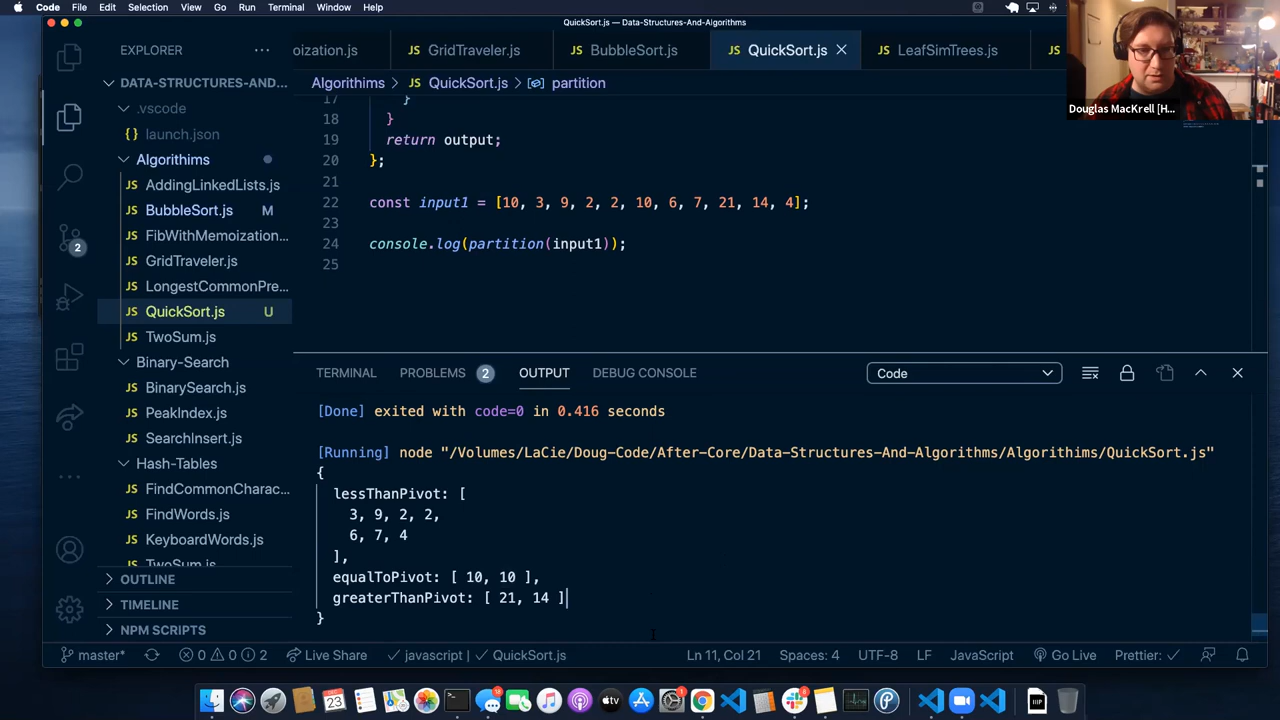 Code File Edit Selection View Go Run Terminal Window Help
QuickSort.js — Data-Structures-And-Algorithms
EXPLORER
oization.js
GridTraveler.js
BubbleSort.js
QuickSort.js
LeafSimTrees.js
JS
Douglas MacKrell [H...
DATA-STRUCTURES-AND-...
Algorithims > QuickSort.js > partition
.vscode
launch.json
Algorithims
AddingLinkedLists.js
BubbleSort.js M
FibWithMemoization...
GridTraveler.js
LongestCommonPre...
QuickSort.js U
TwoSum.js
Binary-Search
BinarySearch.js
PeakIndex.js
SearchInsert.js
Hash-Tables
FindCommonCharac...
FindWords.js
KeyboardWords.js
TwoSum.js
OUTLINE
TIMELINE
NPM SCRIPTS
2
17 }
18 }
19 return output;
20 };
21
22 const input1 = [10, 3, 9, 2, 2, 10, 6, 7, 21, 14, 4];
23
24 console.log(partition(input1));
25
TERMINAL PROBLEMS 2 OUTPUT DEBUG CONSOLE Code
[Done] exited with code=0 in 0.416 seconds
[Running] node "/Volumes/LaCie/Doug-Code/After-Core/Data-Structures-And-Algorithms/Algorithims/QuickSort.js"
{
lessThanPivot: [
3, 9, 2, 2,
6, 7, 4
],
equalToPivot: [ 10, 10 ],
greaterThanPivot: [ 21, 14 ]
}
master* 0 0 2 Live Share javascript | QuickSort.js Ln 11, Col 21 Spaces: 4 UTF-8 LF JavaScript Go Live Prettier: